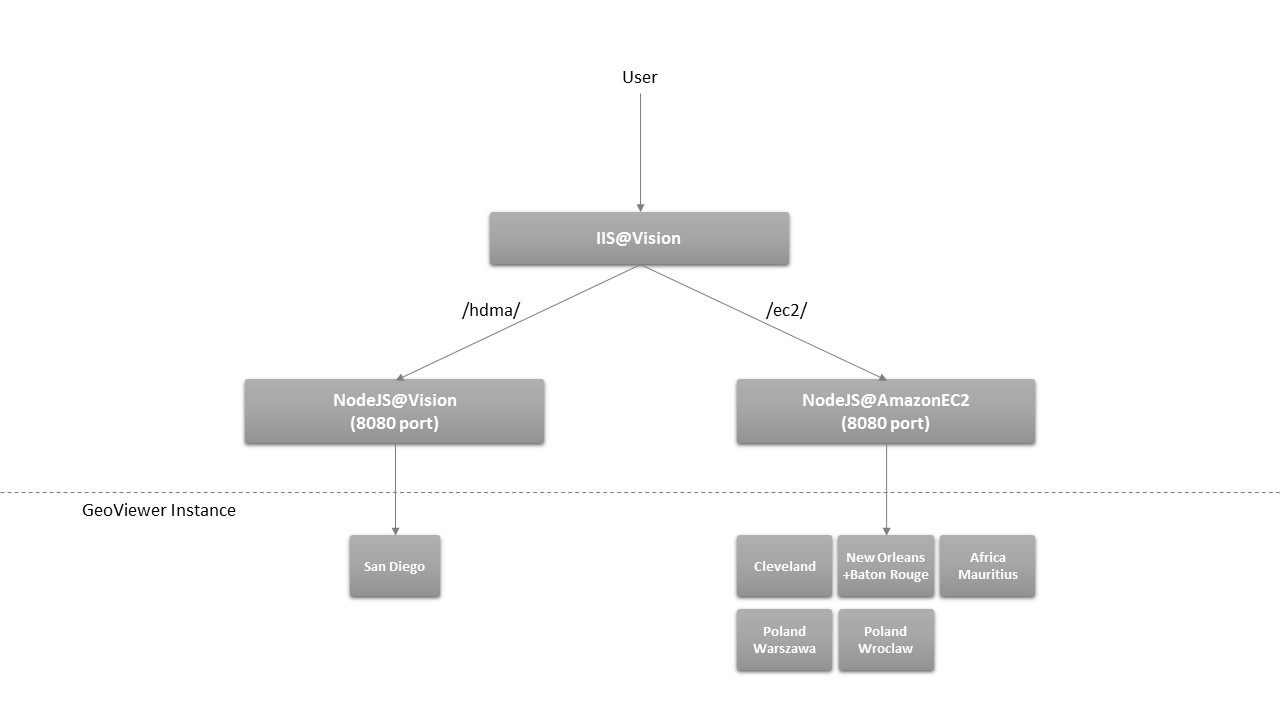 User
IIS@Vision
/hdma/
/ec2/
NodeJS@Vision
(8080 port)
NodeJS@AmazonEC2
(8080 port)
GeoViewer Instance
San Diego
Cleveland
New Orleans
+Baton Rouge
Africa
Mauritius
Poland
Warszawa
Poland
Wroclaw